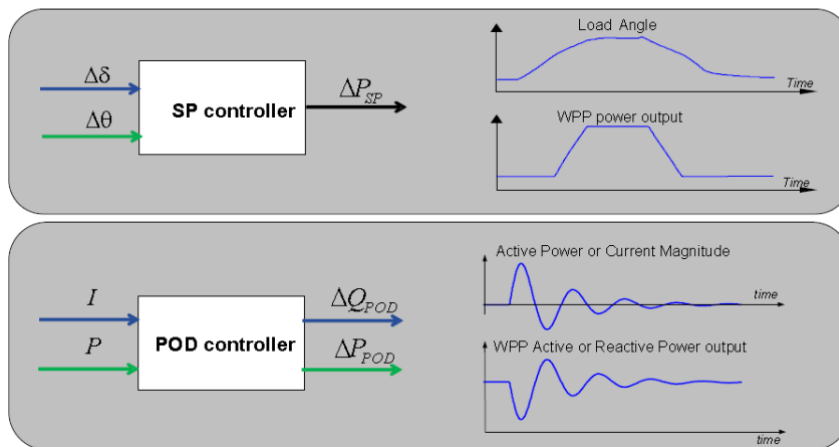 Δδ
Δθ
SP controller
ΔP_SP
Load Angle
Time
WPP power output
Time
I
P
POD controller
ΔQ_POD
ΔP_POD
Active Power or Current Magnitude
time
WPP Active or Reactive Power output
time